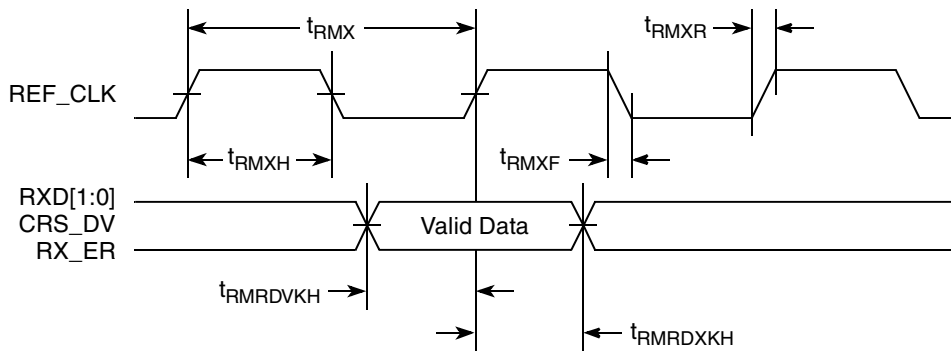 tRMX
tRMXR
REF_CLK
tRMXH
tRMXF
RXD[1:0]
CRS_DV
RX_ER
Valid Data
tRMRDVKH
tRMRDXKH